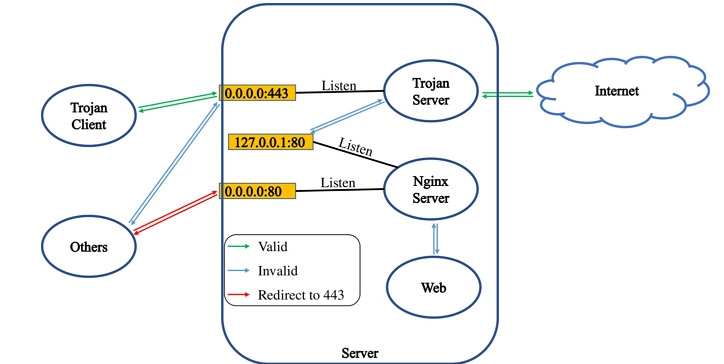 0.0.0.0:443
Listen
Trojan
Server
Internet
Trojan
Client
127.0.0.1:80
Listen
0.0.0.0:80
Listen
Nginx
Server
Others
Valid
Invalid
Redirect to 443
Web
Server